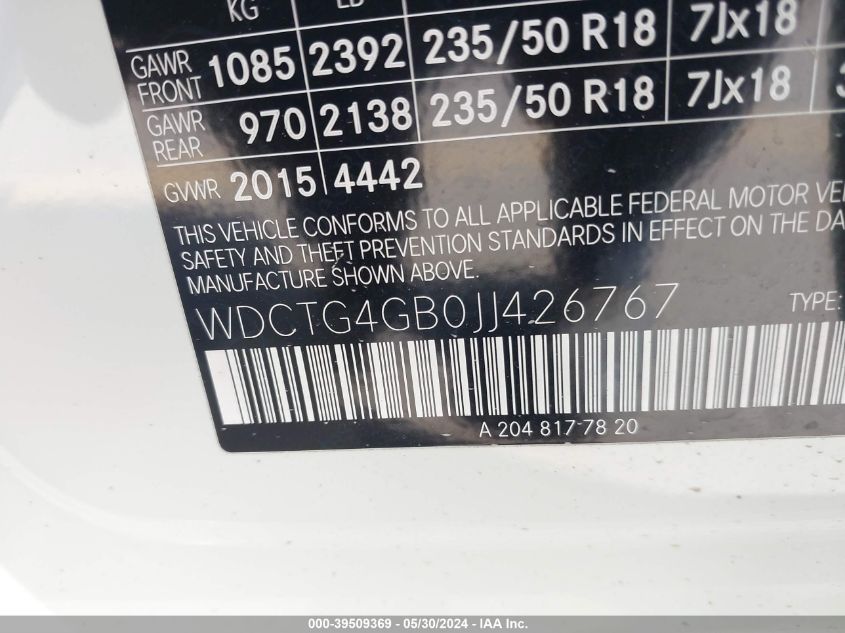 KG LB
GAWR FRONT 1085 2392 235/50 R18 7Jx18
GAWR REAR 970 2138 235/50 R18 7Jx18
GVWR 2015 4442
THIS VEHICLE CONFORMS TO ALL APPLICABLE FEDERAL MOTOR VE
SAFETY AND THEFT PREVENTION STANDARDS IN EFFECT ON THE DA
MANUFACTURE SHOWN ABOVE.
WDCTG4GB0JJ426767 TYPE:
A 204 817 78 20
000-39509369 - 05/30/2024 - IAA Inc.